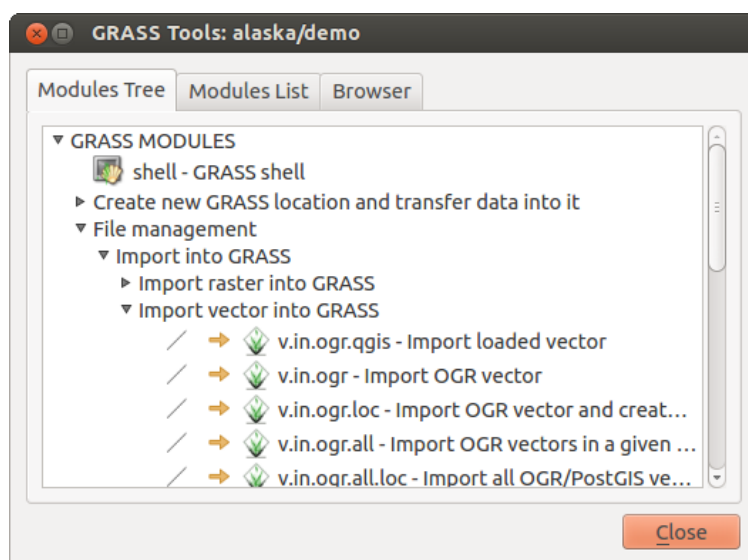 GRASS Tools: alaska/demo
Modules Tree
Modules List
Browser
GRASS MODULES
shell - GRASS shell
Create new GRASS location and transfer data into it
File management
Import into GRASS
Import raster into GRASS
Import vector into GRASS
v.in.ogr.qgis - Import loaded vector
v.in.ogr - Import OGR vector
v.in.ogr.loc - Import OGR vector and creat...
v.in.ogr.all - Import OGR vectors in a given ...
v.in.ogr.all.loc - Import all OGR/PostGIS ve...
Close